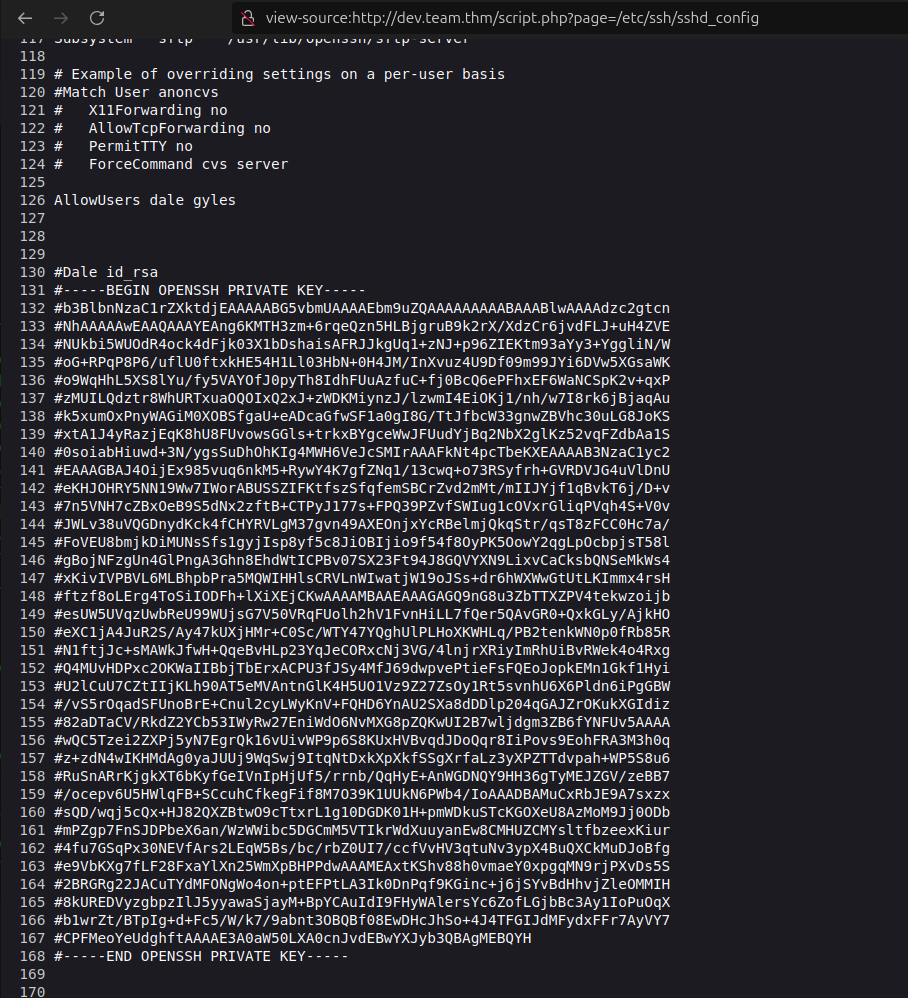 view-source:http://dev.team.thm/script.php?page=/etc/ssh/sshd_config
117 Subsystem sftp /usr/lib/openssh/sftp-server
118
119 # Example of overriding settings on a per-user basis
120 #Match User anoncvs
121 #   X11Forwarding no
122 #   AllowTcpForwarding no
123 #   PermitTTY no
124 #   ForceCommand cvs server
125
126 AllowUsers dale gyles
127
128
129
130 #Dale id_rsa
131 #-----BEGIN OPENSSH PRIVATE KEY-----
132 #b3BlbnNzaC1rZXktdjEAAAAABG5vbmUAAAAEbm9uZQAAAAAAAAABAAABlwAAAAdzc2gtcn
133 #NhAAAAAwEAAQAAAYEAng6KMTH3zm+6rqeQzn5HLBjgruB9k2rX/XdzCr6jvdFLJ+uH4ZVE
134 #NUkbi5WUOdR4ock4dFjk03X1bDshaisAFRJJkgUq1+zNJ+p96ZIEKtm93aYy3+YggliN/W
135 #oG+RPqP8P6/uflU0ftxkHE54H1Ll03HbN+0H4JM/InXvuz4U9Df09m99JYi6DVw5XGsaWK
136 #o9WqHhL5XS8lYu/fy5VAYOfJ0pyTh8IdhFUuAzfuC+fj0BcQ6ePFhxEF6WaNCSpK2v+qxP
137 #zMUILQdztr8WhURTxuaOQOIxQ2xJ+zWDKMiynzJ/lzwmI4EiOKj1/nh/w7I8rk6jBjaqAu
138 #k5xumOxPnyWAGiM0XOBSfgaU+eADcaGfwSF1a0gI8G/TtJfbcW33gnwZBVhc30uLG8JoKS
139 #xtA1J4yRazjEqK8hU8FUvowsGGls+trkxBYgceWwJFUudYjBq2NbX2glKz52vqFZdbAa1S
140 #0soiabHiuwd+3N/ygsSuDhOhKIg4MWH6VeJcSMIrAAAFkNt4pcTbeKXEAAAAB3NzaC1yc2
141 #EAAAGBAJ4OijEx985vuq6nkM5+RywY4K7gfZNq1/13cwq+o73RSyfrh+GVRDVJG4uVlDnU
142 #eKHJOHRY5NN19Ww7IWorABUSSZIFKtfszSfqfemSBCrZvd2mMt/mIIJYjf1qBvkT6j/D+v
143 #7n5VNH7cZBxOeB9S5dNx2zftB+CTPyJ177s+FPQ39PZvfSWIug1cOVxrGliqPVqh4S+V0v
144 #JWLv38uVQGDnydKck4fCHYRVLgM37gvn49AXEOnjxYcRBelmjQkqStr/qsT8zFCC0Hc7a/
145 #FoVEU8bmjkDiMUNsSfs1gyjIsp8yf5c8JiOBIjio9f54f8OyPK5OowY2qgLpOcbpjsT58l
146 #gBojNFzgUn4GlPngA3Ghn8EhdWtICPBv07SX23Ft94J8GQVYXN9LixvCaCksbQNSeMkWs4
147 #xKivIVPBVL6MLBhpbPra5MQWIHHlsCRVLnWIwatjW19oJSs+dr6hWXWwGtUtLKImmx4rsH
148 #ftzf8oLErg4ToSiIODFh+lXiXEjCKwAAAAMBAAEAAAGAGQ9nG8u3ZbTTXZPV4tekwzoijb
149 #esUW5UVqzUwbReU99WUjsG7V50VRqFUolh2hV1FvnHiLL7fQer5QAvGR0+QxkGLy/AjkHO
150 #eXC1jA4JuR2S/Ay47kUXjHMr+C0Sc/WTY47YQghUlPLHoXKWHLq/PB2tenkWN0p0fRb85R
151 #N1ftjJc+sMAWkJfwH+QqeBvHLp23YqJeCORxcNj3VG/4lnjrXRiyImRhUiBvRWek4o4Rxg
152 #Q4MUvHDPxc2OKWaIIBbjTbErxACPU3fJSy4MfJ69dwpvePtieFsFQEoJopkEMn1Gkf1Hyi
153 #U2lCuU7CZtIIjKLh90AT5eMVAntnGlK4H5UO1Vz9Z27ZsOy1Rt5svnhU6X6Pldn6iPgGBW
154 #/vS5rOqadSFUnoBrE+Cnul2cyLWyKnV+FQHD6YnAU2SXa8dDDlp204qGAJZrOKukXGIdiz
155 #82aDTaCV/RkdZ2YCb53IWyRw27EniWdO6NvMXG8pZQKwUI2B7wljdgm3ZB6fYNFUv5AAAA
156 #wQC5Tzei2ZXPj5yN7EgrQk16vUivWP9p6S8KUxHVBvqdJDoQqr8IiPovs9EohFRA3M3h0q
157 #z+zdN4wIKHMdAg0yaJUUj9WqSwj9ItqNtDxkXpXkfSSgXrfaLz3yXPZTTdvpah+WP5S8u6
158 #RuSnARrKjgkXT6bKyfGeIVnIpHjUf5/rrnb/QqHyE+AnWGDNQY9HH36gTyMEJZGV/zeBB7
159 #/ocepv6U5HWlqFB+SCcuhCfkegFif8M7O39K1UUkN6PWb4/IoAAADBAMuCxRbJE9A7sxzx
160 #sQD/wqj5cQx+HJ82QXZBtwO9cTtxrL1g10DGDK01H+pmWDkuSTcKGOXeU8AzMoM9Jj0ODb
161 #mPZgp7FnSJDPbeX6an/WzWWibc5DGCmM5VTIkrWdXuuyanEw8CMHUZCMYsltfbzeexKiur
162 #4fu7GSqPx30NEVfArs2LEqW5Bs/bc/rbZ0UI7/ccfVvHV3qtuNv3ypX4BuQXCkMuDJoBfg
163 #e9VbKXg7fLF28FxaYlXn25WmXpBHPPdwAAAMEAxtKShv88h0vmaeY0xpgqMN9rjPXvDs5S
164 #2BRGRg22JACuTYdMFONgWo4on+ptEFPtLA3Ik0DnPqf9KGinc+j6jSYvBdHhvjZleOMMIH
165 #8kUREDVyzgbpzIlJ5yyawaSjayM+BpYCAuIdI9FHyWAlersYc6ZofLGjbBc3Ay1IoPuOqX
166 #b1wrZt/BTpIg+d+Fc5/W/k7/9abnt3OBQBf08EwDHcJhSo+4J4TFGIJdMFydxFFr7AyVY7
167 #CPFMeoYeUdghftAAAAE3A0aW50LXA0cnJvdEBwYXJyb3QBAgMEBQYH
168 #-----END OPENSSH PRIVATE KEY-----
169
170